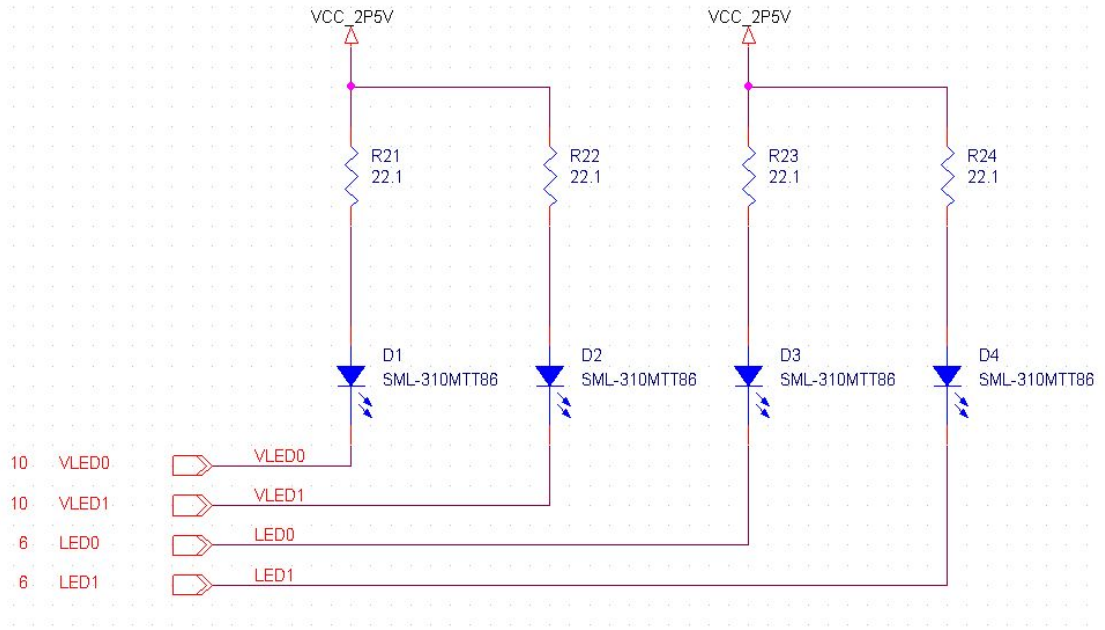 VCC_2P5V
VCC_2P5V
R21
22.1
R22
22.1
R23
22.1
R24
22.1
D1
SML-310MTT86
D2
SML-310MTT86
D3
SML-310MTT86
D4
SML-310MTT86
10 VLED0 VLED0
10 VLED1 VLED1
6 LED0 LED0
6 LED1 LED1